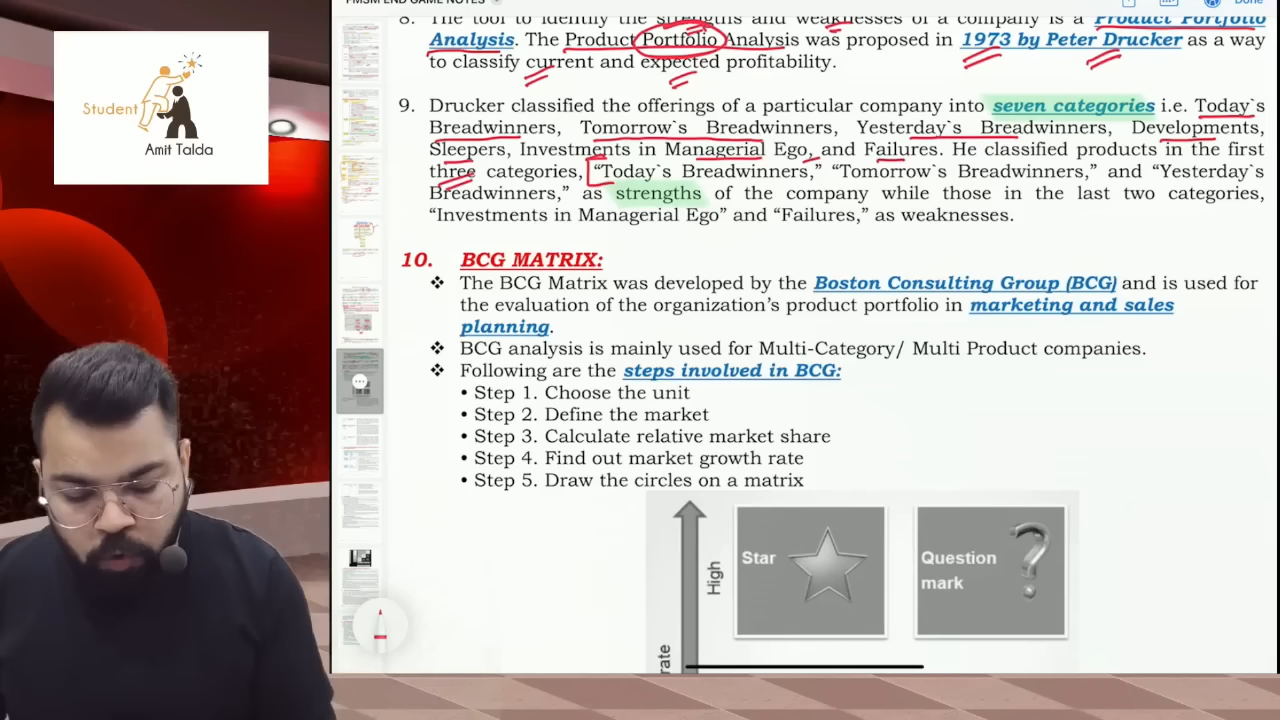 FMSM END GAME NOTES
Done
8. The tool to identify the strengths and weaknesses of a company is Product Portfolio
Analysis. The Product Portfolio Analysis was proposed in 1973 by Peter Drucker as a way
to classify current and expected profitability.
9. Drucker classified the offerings of a particular company into seven categories i.e. Today's
Breadwinners, Tomorrow's Breadwinners, Yesterday's Breadwinners, Developments,
Sleepers, Investments in Managerial Ego, and Failures. He classified products in the first
three categories, "Today`s Breadwinners," "Tomorrow's Breadwinners," and "Yesterday's
Breadwinners," as strengths of the company while products in the last two categories,
"Investments in Managerial Ego" and "Failures," as weaknesses.
10. BCG MATRIX:
❖ The BCG Matrix was developed by the Boston Consulting Group (BCG) and is used for
the evaluation of the organization's product portfolio in marketing and sales
planning.
❖ BCG analysis is mainly used for Multi-Category / Multi Product Companies.
❖ Following are the steps involved in BCG:
• Step 1. Choose the unit
• Step 2. Define the market
• Step 3. Calculate relative market share
• Step 4. Find out market growth rate
• Step 5. Draw the circles on a matrix
Star
Question
mark
High
rate
Student
Amit Talda